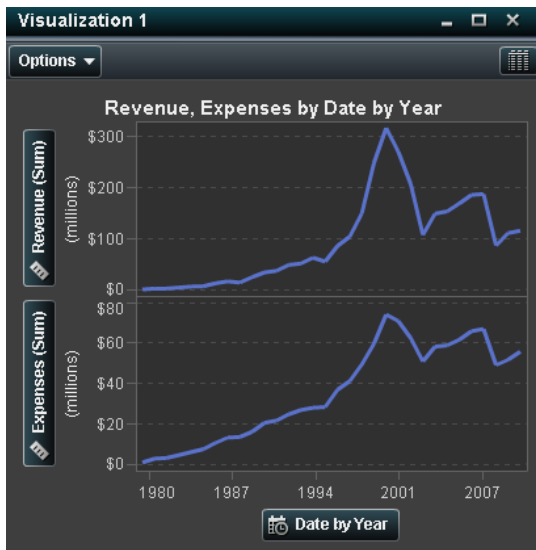 Visualization 1
Options
Revenue, Expenses by Date by Year
Revenue (Sum)
(millions)
$300
$200
$100
$0
Expenses (Sum)
(millions)
$80
$60
$40
$20
$0
1980 1987 1994 2001 2007
Date by Year